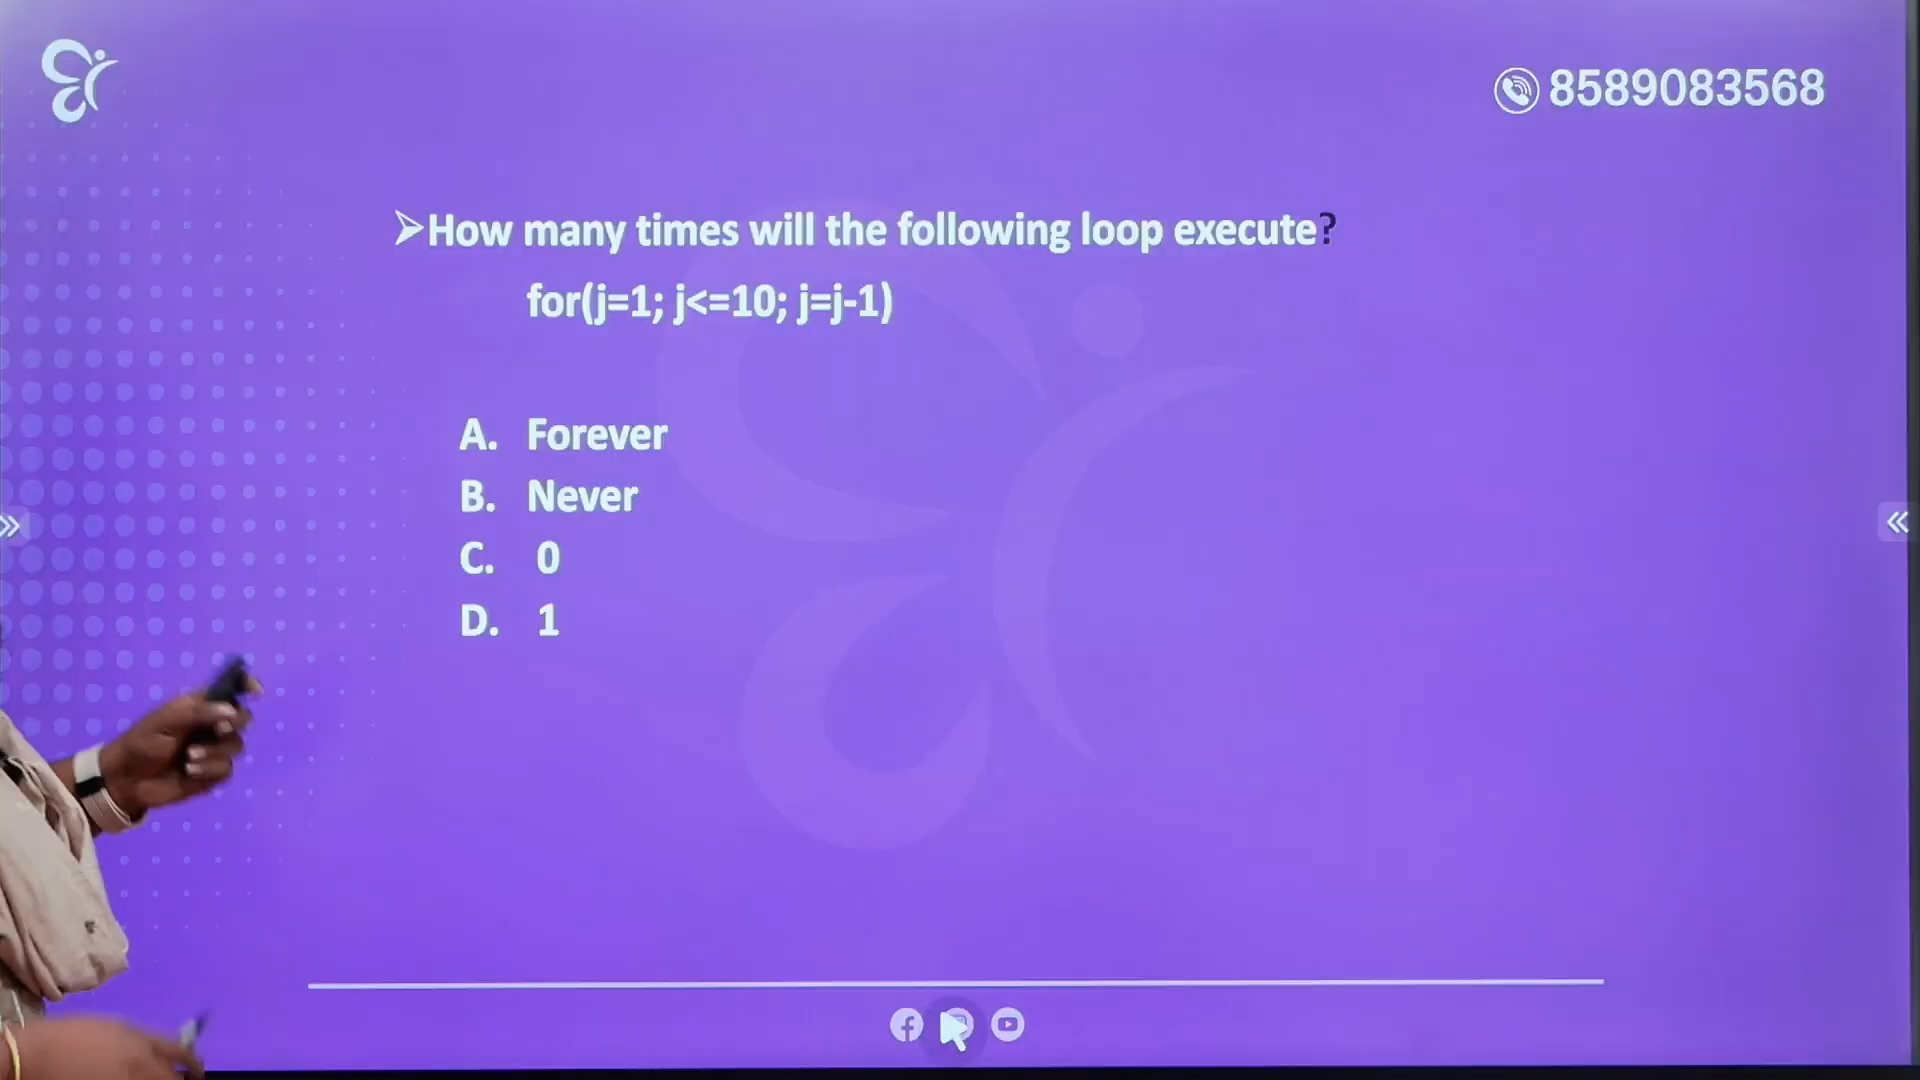 8589083568
➢How many times will the following loop execute?
for(j=1; j<=10; j=j-1)
A. Forever
B. Never
C. 0
D. 1